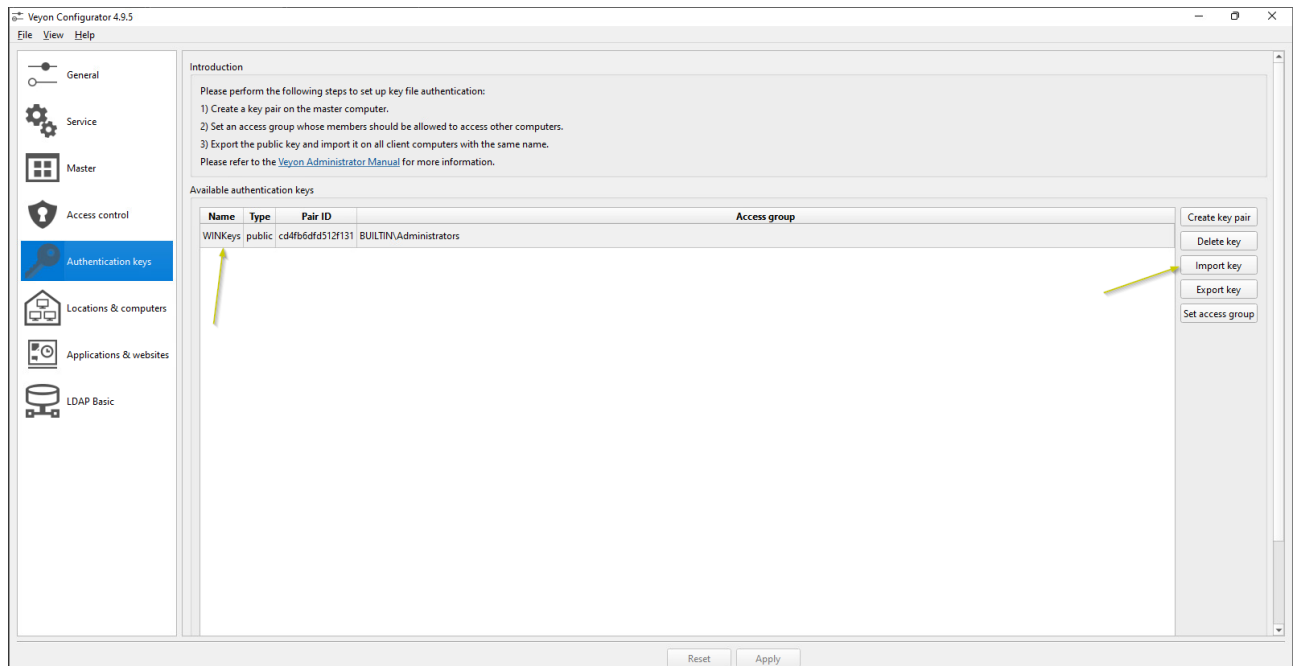 Veyon Configurator 4.9.5
File View Help
General
Service
Master
Access control
Authentication keys
Locations & computers
Applications & websites
LDAP Basic
Introduction
Please perform the following steps to set up key file authentication:
1) Create a key pair on the master computer.
2) Set an access group whose members should be allowed to access other computers.
3) Export the public key and import it on all client computers with the same name.
Please refer to the Veyon Administrator Manual for more information.
Available authentication keys
Name Type Pair ID Access group
WINKeys public cd4fb6dfd512f131 BUILTIN\Administrators
Create key pair
Delete key
Import key
Export key
Set access group
Reset Apply